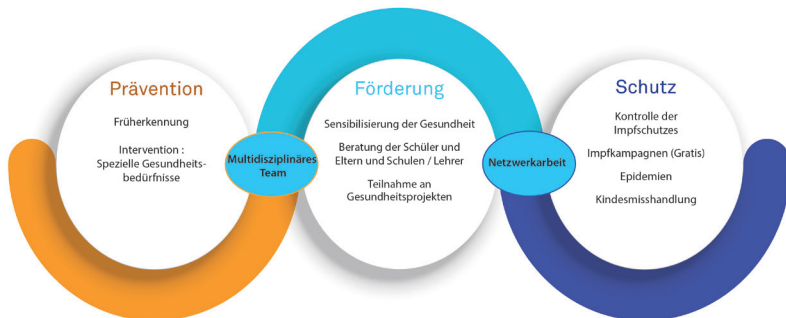 Prävention
Früherkennung
Intervention :
Spezielle Gesundheits-
bedürfnisse
Multidisziplinäres
Team
Förderung
Sensibilisierung der Gesundheit
Beratung der Schüler und
Eltern und Schulen / Lehrer
Teilnahme an
Gesundheitsprojekten
Netzwerkarbeit
Schutz
Kontrolle der
Impfschutzes
Impfkampagnen (Gratis)
Epidemien
Kindesmisshandlung